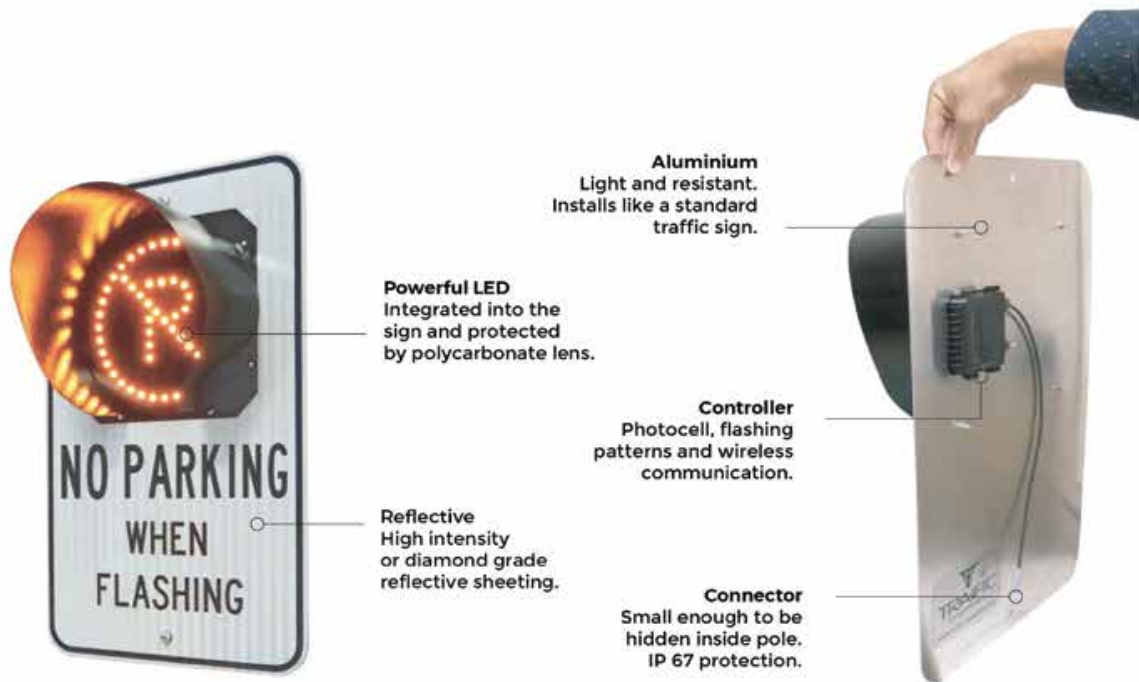 R
NO PARKING
WHEN
FLASHING
Powerful LED
Integrated into the
sign and protected
by polycarbonate lens.
Reflective
High intensity
or diamond grade
reflective sheeting.
Aluminium
Light and resistant.
Installs like a standard
traffic sign.
Controller
Photocell, flashing
patterns and wireless
communication.
Connector
Small enough to be
hidden inside pole.
IP 67 protection.